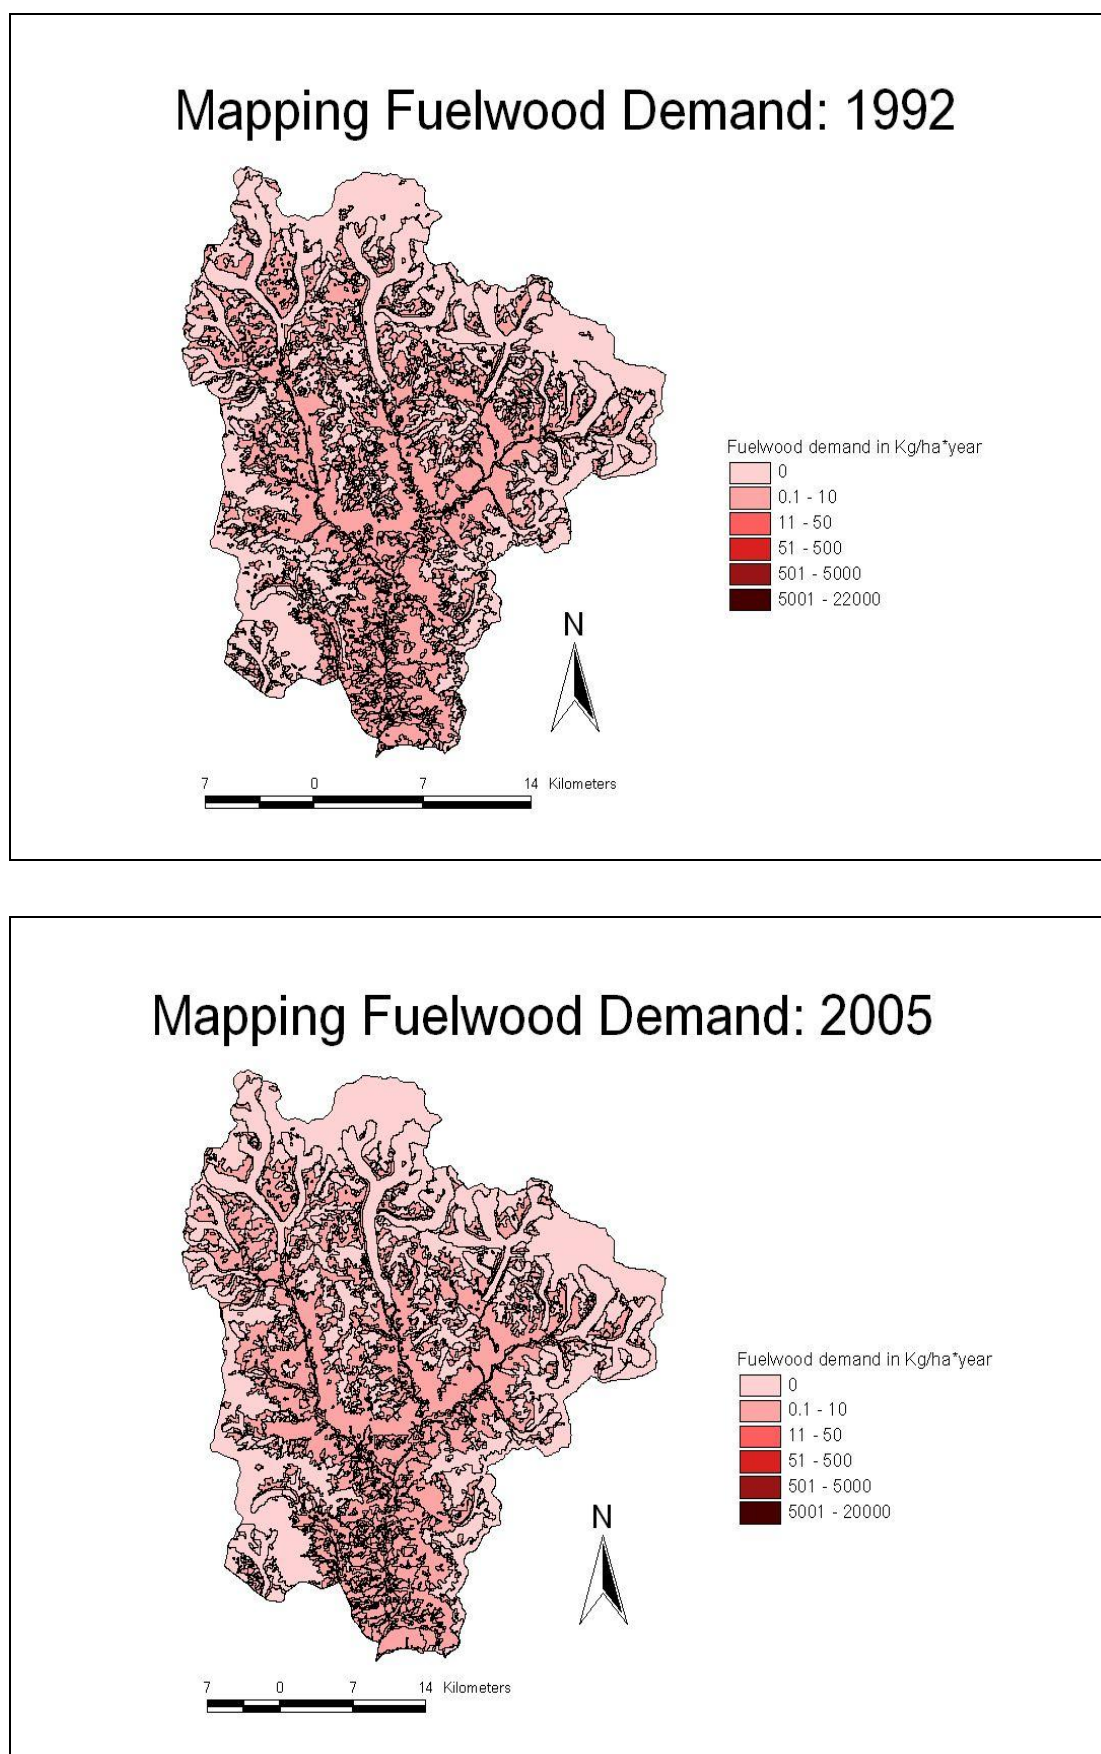 Mapping Fuelwood Demand: 1992
Fuelwood demand in Kg/ha*year
0
0.1 - 10
11 - 50
51 - 500
501 - 5000
5001 - 22000
N
7 0 7 14 Kilometers
Mapping Fuelwood Demand: 2005
Fuelwood demand in Kg/ha*year
0
0.1 - 10
11 - 50
51 - 500
501 - 5000
5001 - 20000
N
7 0 7 14 Kilometers